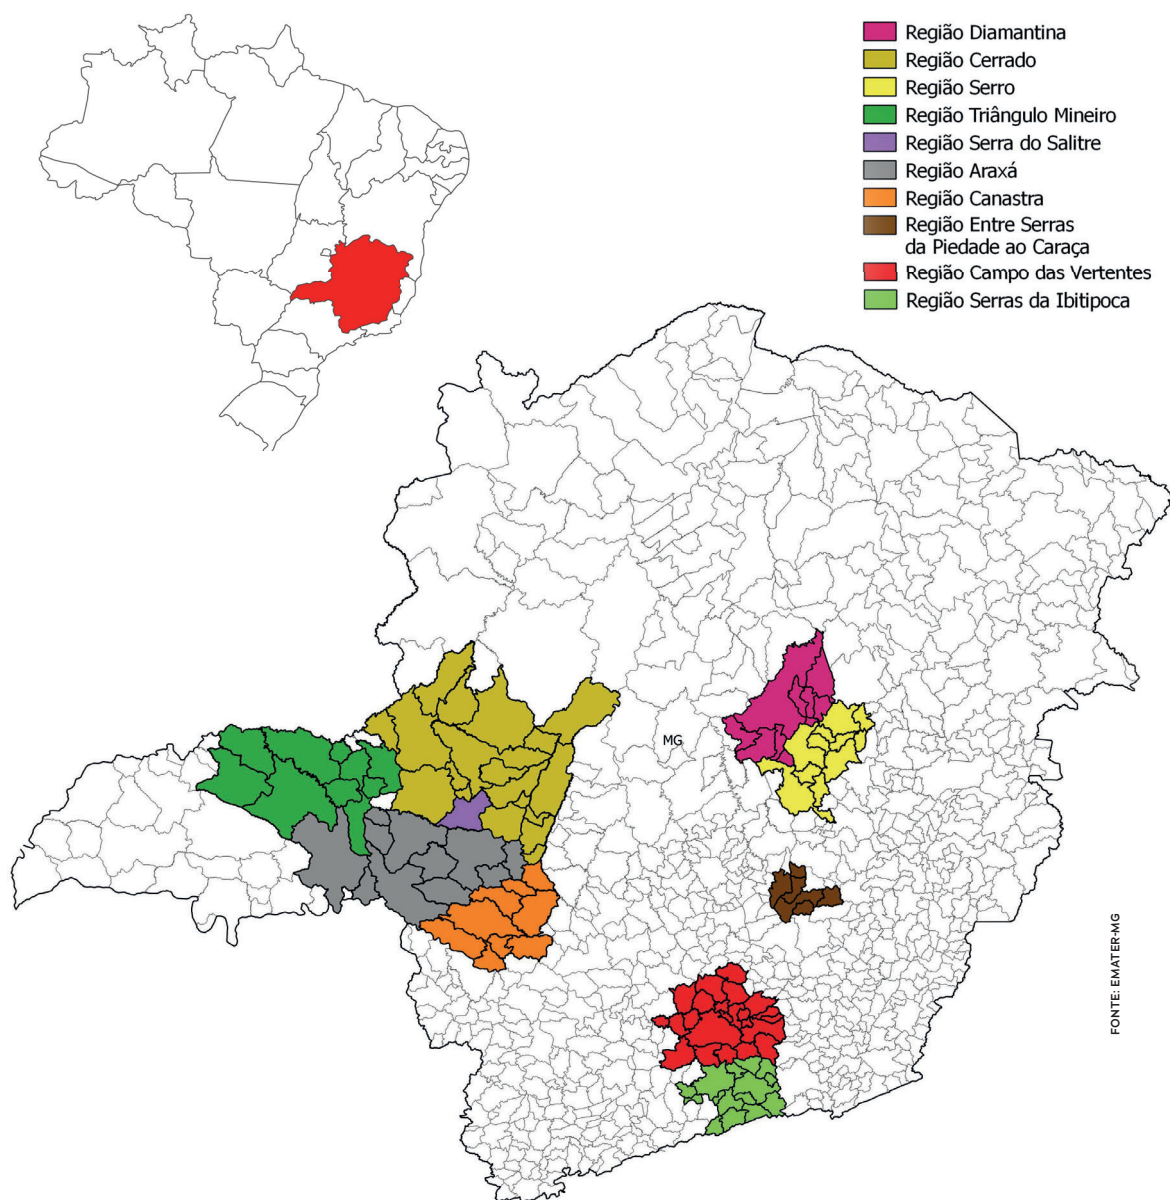 Região Diamantina
Região Cerrado
Região Serro
Região Triângulo Mineiro
Região Serra do Salitre
Região Araxá
Região Canastra
Região Entre Serras
da Piedade ao Caraça
Região Campo das Vertentes
Região Serras da Ibitipoca
MG
FONTE: EMATER-MG